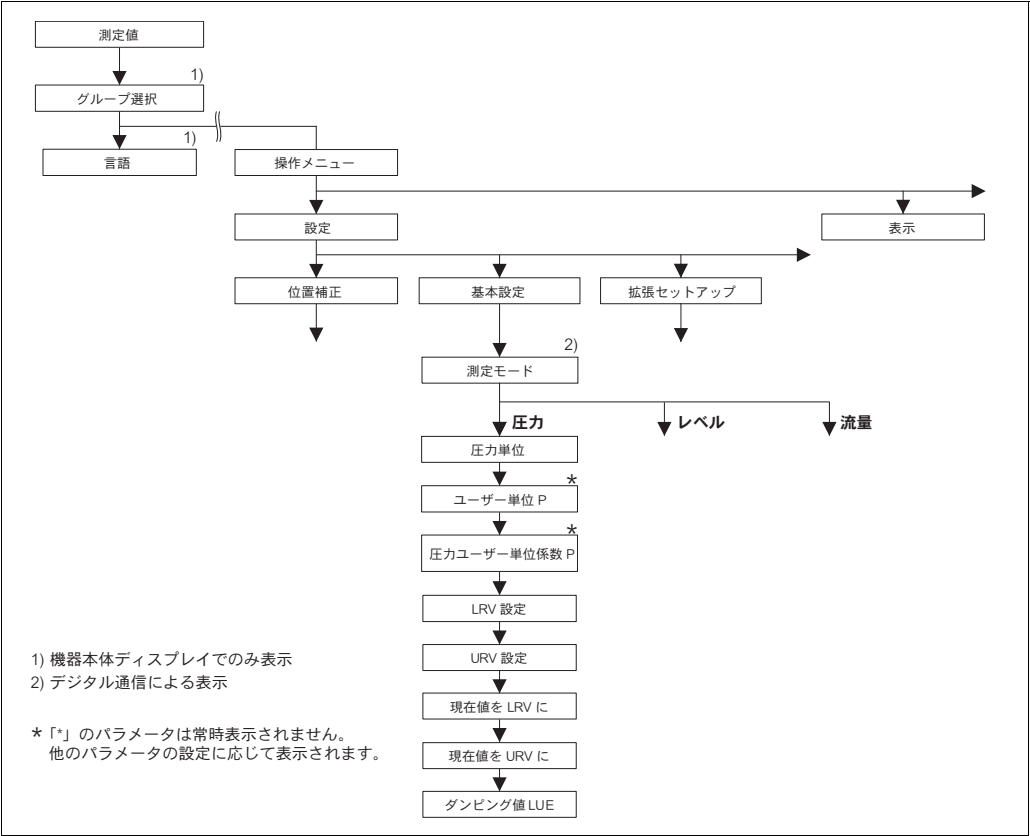 測定値
1)
グループ選択
1)
言語
操作メニュー
設定
表示
位置補正
基本設定
拡張セットアップ
2)
測定モード
圧力
レベル
流量
圧力単位
*
ユーザー単位 P
*
圧力ユーザー単位係数 P
LRV 設定
URV 設定
現在値を LRV に
現在値を URV に
ダンピング値 LUE
1) 機器本体ディスプレイでのみ表示
2) デジタル通信による表示
*「*」のパラメータは常時表示されません。
他のパラメータの設定に応じて表示されます。